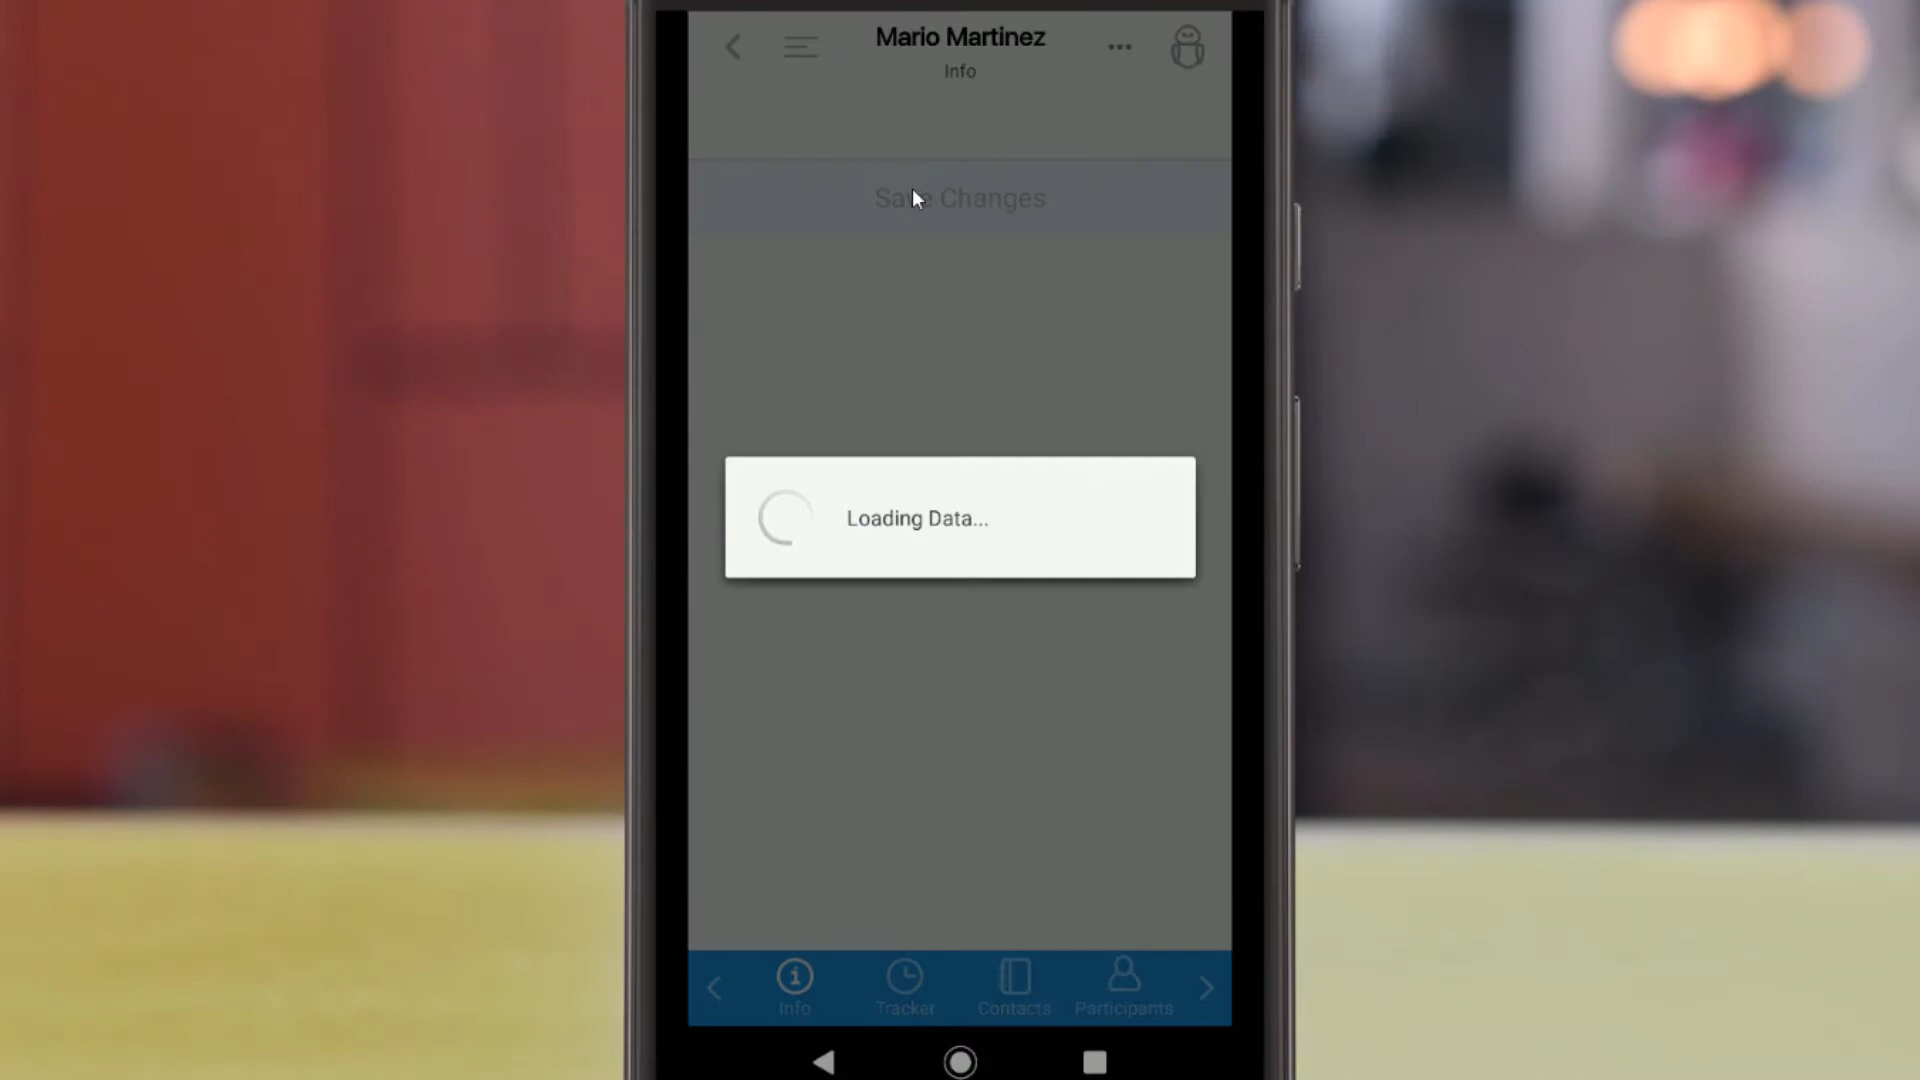 Mario Martinez
Info
Save Changes
Loading Data...
Info
Tracker
Contacts
Participants